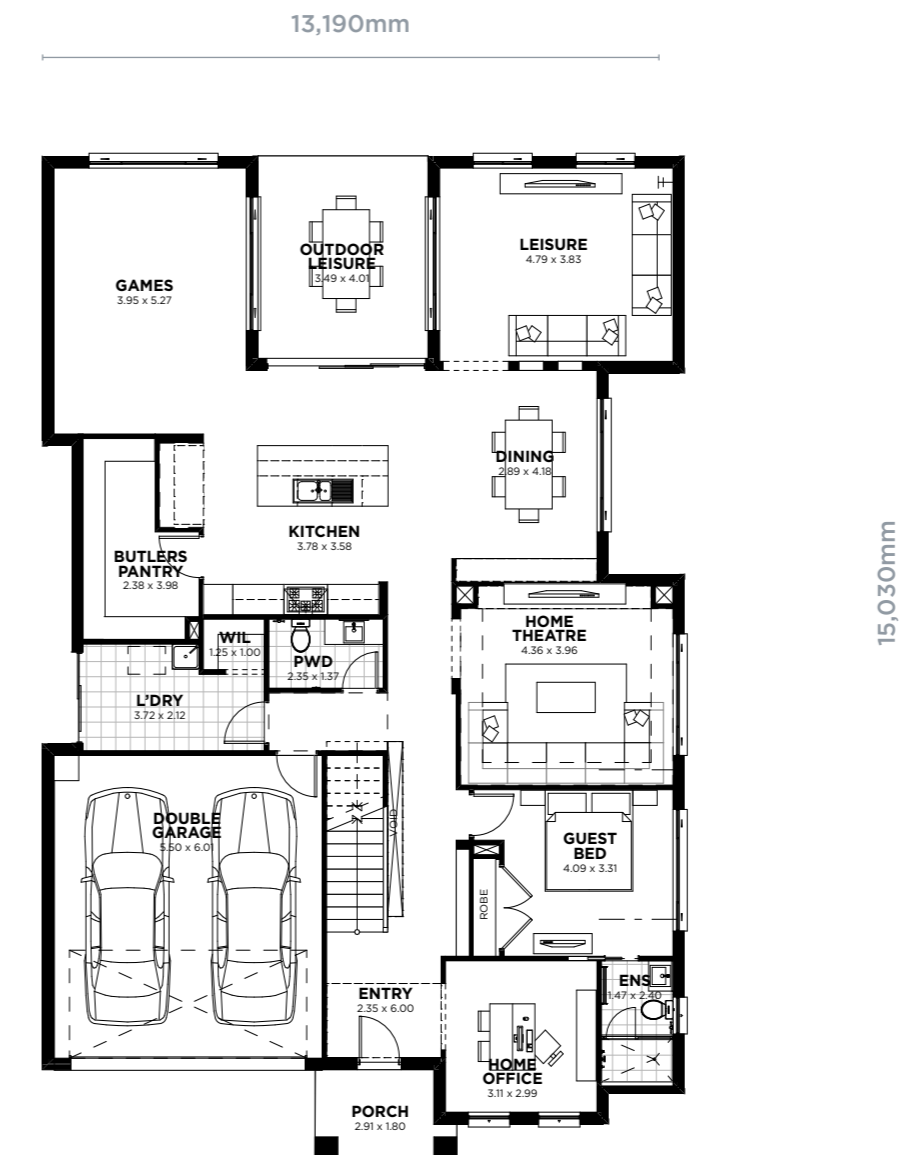 13,190mm
OUTDOOR
LEISURE
3.49 x 4.01
LEISURE
4.79 x 3.83
GAMES
3.95 x 5.27
DINING
2.89 x 4.18
KITCHEN
3.78 x 3.58
15,030mm
BUTLERS
PANTRY
2.38 x 3.98
HOME
THEATRE
4.36 x 3.96
WIL
1.25 x 1.00
PWD
2.35 x 1.37
L'DRY
3.72 x 2.12
DOUBLE
GARAGE
5.50 x 6.01
VOID
GUEST
BED
4.09 x 3.31
ROBE
ENS
1.47 x 2.40
ENTRY
2.35 x 6.00
HOME
OFFICE
3.11 x 2.99
PORCH
2.91 x 1.80